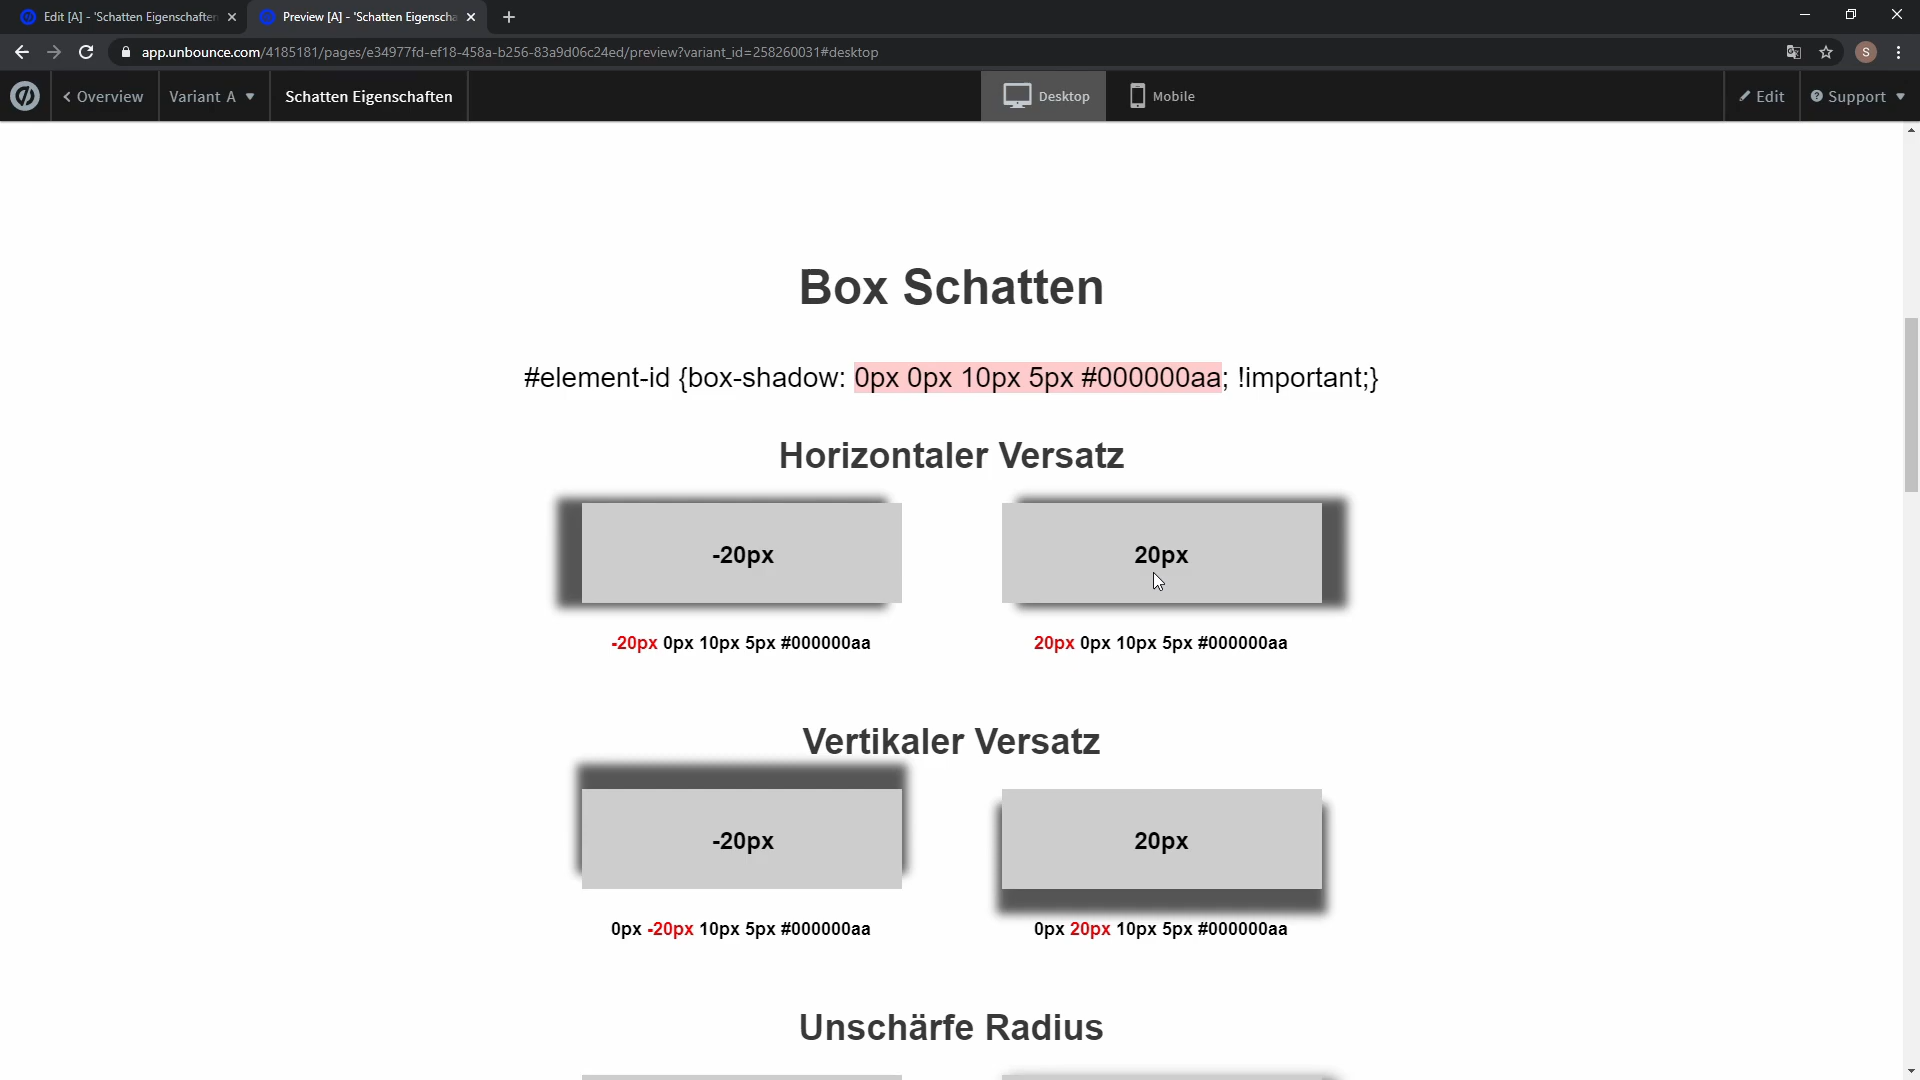 Edit [A] - 'Schatten Eigenschaften
Preview [A] - 'Schatten Eigenscha
app.unbounce.com/4185181/pages/e34977fd-ef18-458a-b256-83a9d06c24ed/preview?variant_id=258260031#desktop
S
Overview
Variant A
Schatten Eigenschaften
Desktop
Mobile
Edit
Support
Box Schatten
#element-id {box-shadow: 0px 0px 10px 5px #000000aa; !important;}
Horizontaler Versatz
-20px
20px
-20px 0px 10px 5px #000000aa
20px 0px 10px 5px #000000aa
Vertikaler Versatz
-20px
20px
0px -20px 10px 5px #000000aa
0px 20px 10px 5px #000000aa
Unschärfe Radius